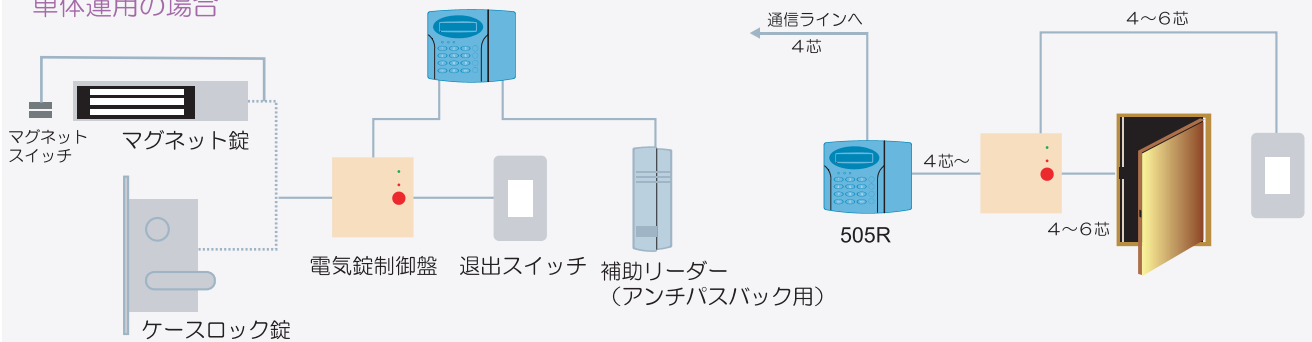 単体運用の場合
マグネット
スイッチ
マグネット錠
ケースロック錠
電気錠制御盤
退出スイッチ
補助リーダー
（アンチパスバック用）
通信ラインへ
4芯
505R
4芯～
4～6芯
4～6芯